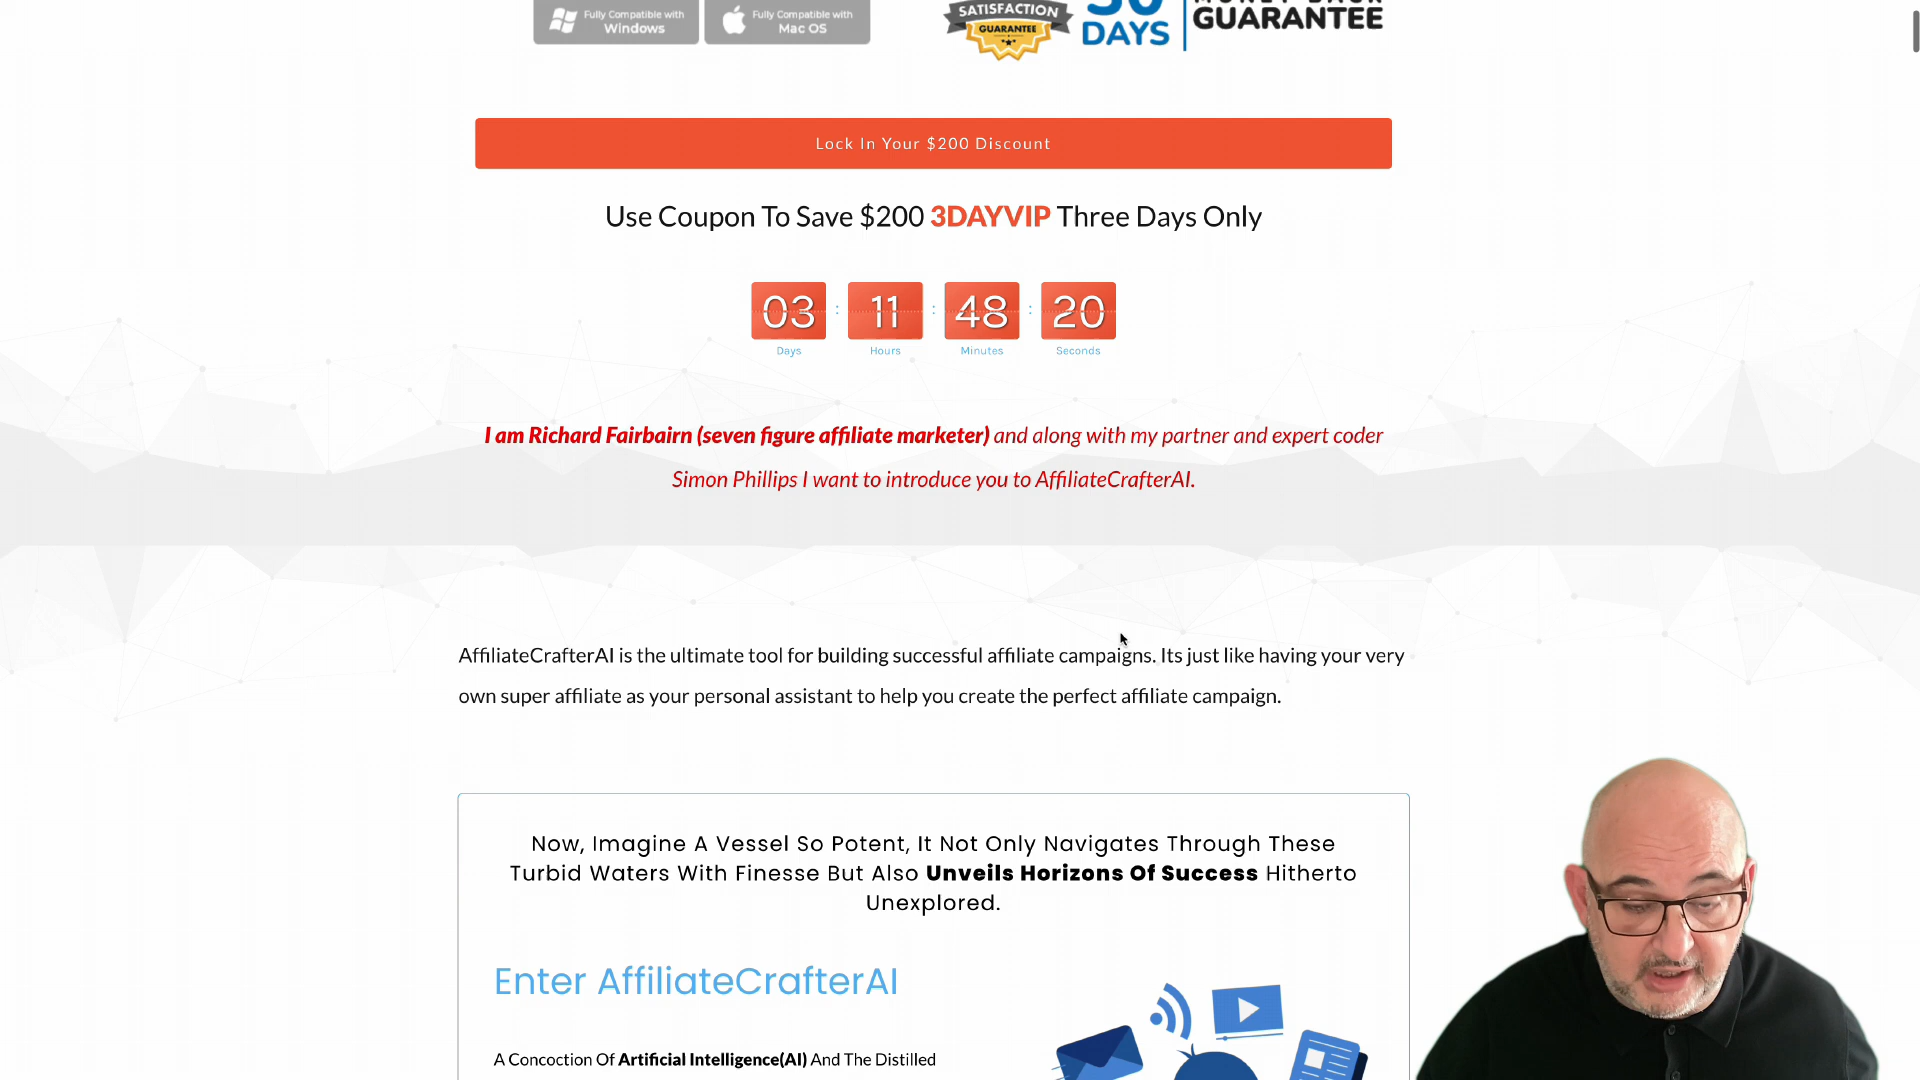 Fully Compatible with
Windows
Fully Compatible with
Mac OS
SATISFACTION
GUARANTEE
DAYS
GUARANTEE
Lock In Your $200 Discount
Use Coupon To Save $200 3DAYVIP Three Days Only
03 : 11 : 48 : 20
Days Hours Minutes Seconds
I am Richard Fairbairn (seven figure affiliate marketer) and along with my partner and expert coder
Simon Phillips I want to introduce you to AffiliateCrafterAI.
AffiliateCrafterAI is the ultimate tool for building successful affiliate campaigns. Its just like having your very
own super affiliate as your personal assistant to help you create the perfect affiliate campaign.
Now, Imagine A Vessel So Potent, It Not Only Navigates Through These
Turbid Waters With Finesse But Also Unveils Horizons Of Success Hitherto
Unexplored.
Enter AffiliateCrafterAI
A Concoction Of Artificial Intelligence(AI) And The Distilled